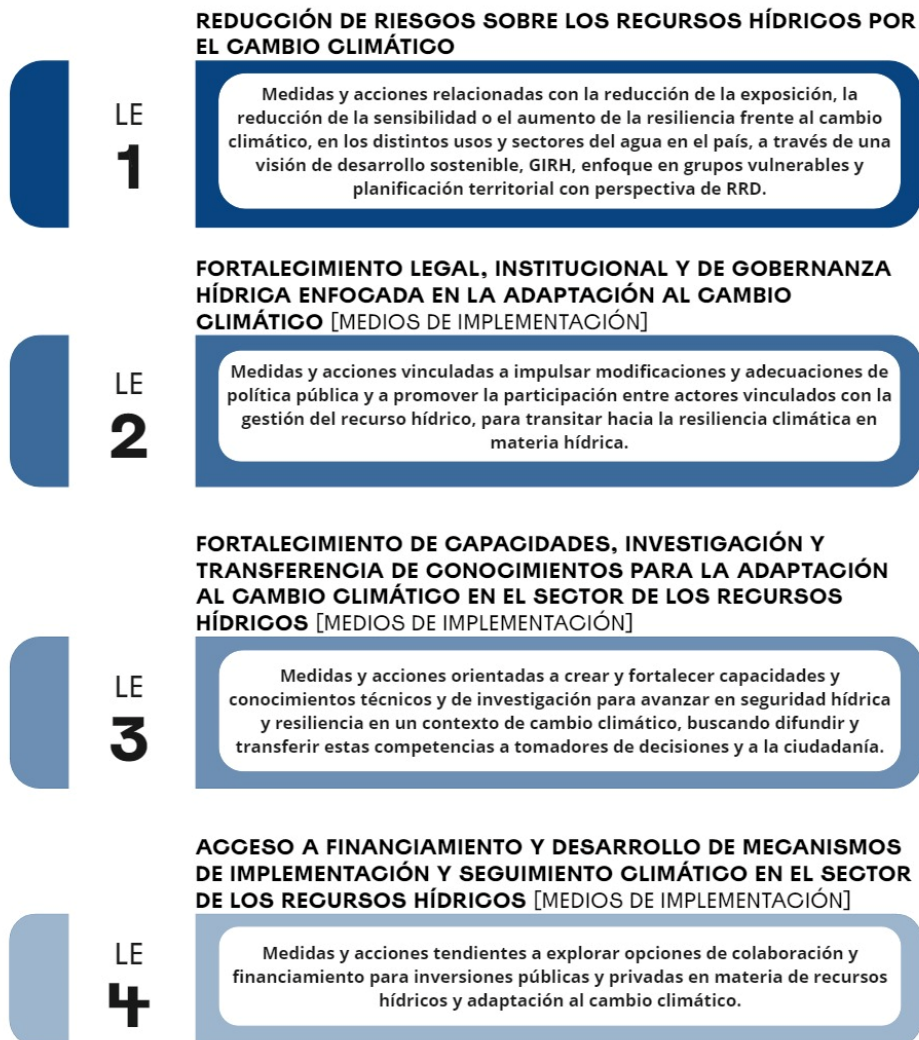 REDUCCIÓN DE RIESGOS SOBRE LOS RECURSOS HÍDRICOS POR
EL CAMBIO CLIMÁTICO
LE
1
Medidas y acciones relacionadas con la reducción de la exposición, la
reducción de la sensibilidad o el aumento de la resiliencia frente al cambio
climático, en los distintos usos y sectores del agua en el país, a través de una
visión de desarrollo sostenible, GIRH, enfoque en grupos vulnerables y
planificación territorial con perspectiva de RRD.
FORTALECIMIENTO LEGAL, INSTITUCIONAL Y DE GOBERNANZA
HÍDRICA ENFOCADA EN LA ADAPTACIÓN AL CAMBIO
CLIMÁTICO [MEDIOS DE IMPLEMENTACIÓN]
LE
2
Medidas y acciones vinculadas a impulsar modificaciones y adecuaciones de
política pública y a promover la participación entre actores vinculados con la
gestión del recurso hídrico, para transitar hacia la resiliencia climática en
materia hídrica.
FORTALECIMIENTO DE CAPACIDADES, INVESTIGACIÓN Y
TRANSFERENCIA DE CONOCIMIENTOS PARA LA ADAPTACIÓN
AL CAMBIO CLIMÁTICO EN EL SECTOR DE LOS RECURSOS
HÍDRICOS [MEDIOS DE IMPLEMENTACIÓN]
LE
3
Medidas y acciones orientadas a crear y fortalecer capacidades y
conocimientos técnicos y de investigación para avanzar en seguridad hídrica
y resiliencia en un contexto de cambio climático, buscando difundir y
transferir estas competencias a tomadores de decisiones y a la ciudadanía.
ACCESO A FINANCIAMIENTO Y DESARROLLO DE MECANISMOS
DE IMPLEMENTACIÓN Y SEGUIMIENTO CLIMÁTICO EN EL SECTOR
DE LOS RECURSOS HÍDRICOS [MEDIOS DE IMPLEMENTACIÓN]
LE
4
Medidas y acciones tendientes a explorar opciones de colaboración y
financiamiento para inversiones públicas y privadas en materia de recursos
hídricos y adaptación al cambio climático.